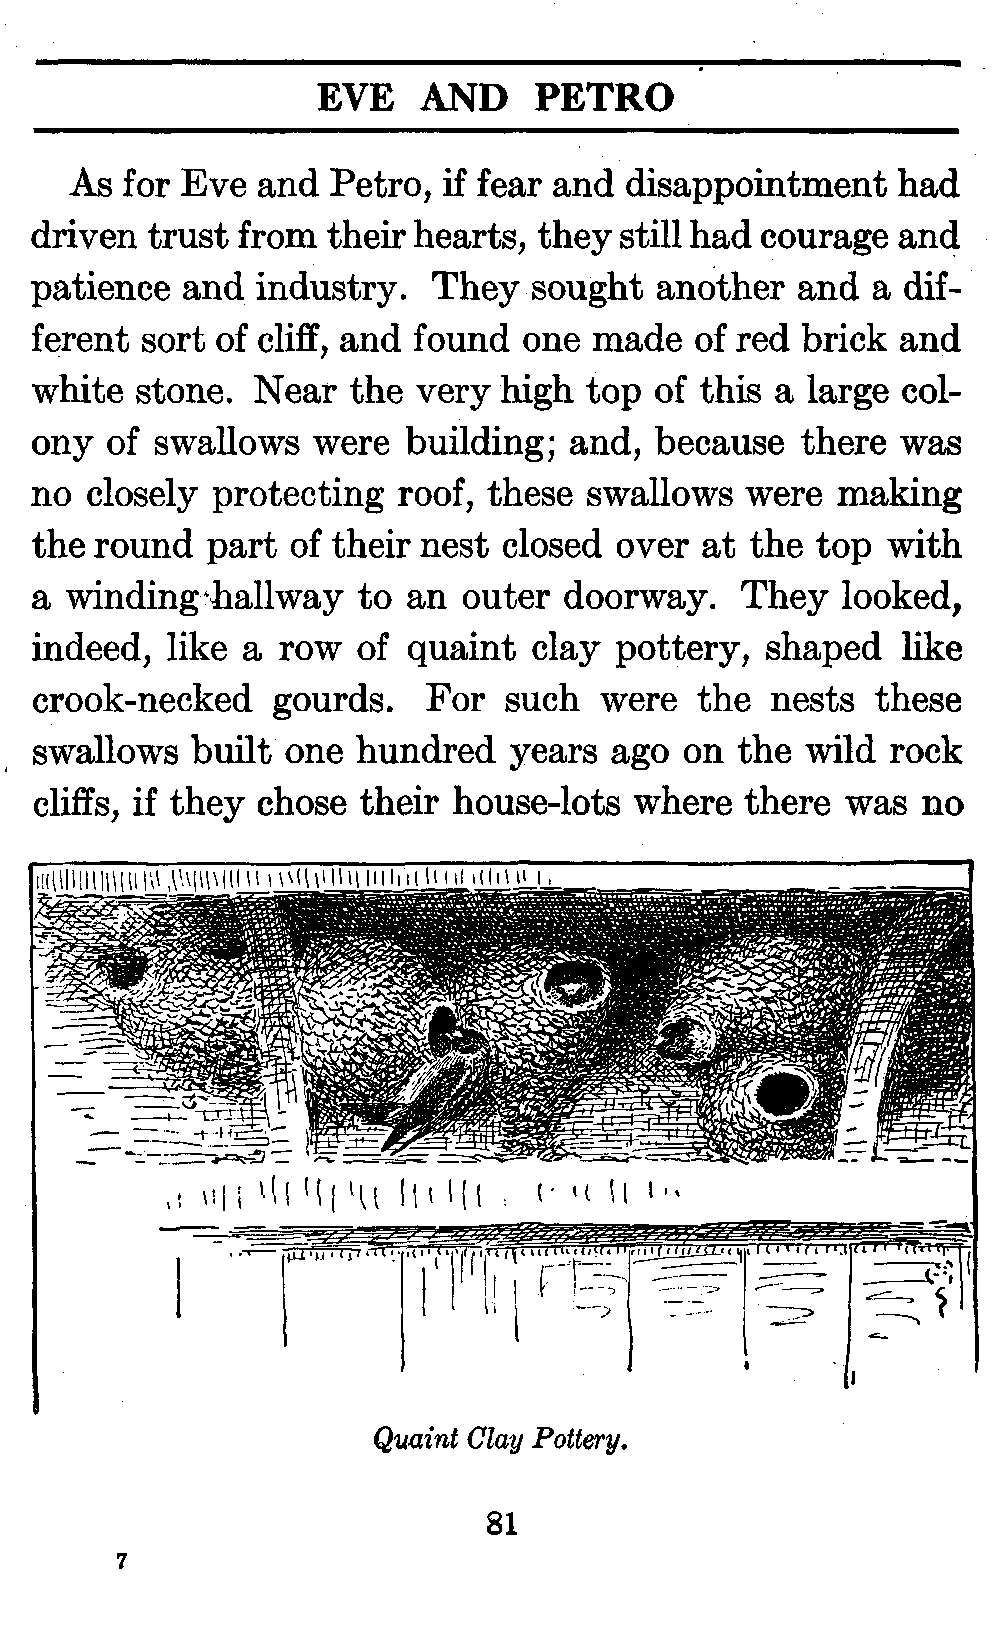 EVE AND PETRO
As for Eve and Petro, if fear and disappointment had
driven trust from their hearts, they still had courage and
patience and industry. They sought another and a dif-
ferent sort of cliff, and found one made of red brick and
white stone. Near the very high top of this a large col-
ony of swallows were building; and, because there was
no closely protecting roof, these swallows were making
the round part of their nest closed over at the top with
a winding hallway to an outer doorway. They looked,
indeed, like a row of quaint clay pottery, shaped like
crook-necked gourds. For such were the nests these
swallows built one hundred years ago on the wild rock
cliffs, if they chose their house-lots where there was no
Quaint Clay Pottery.
81
7